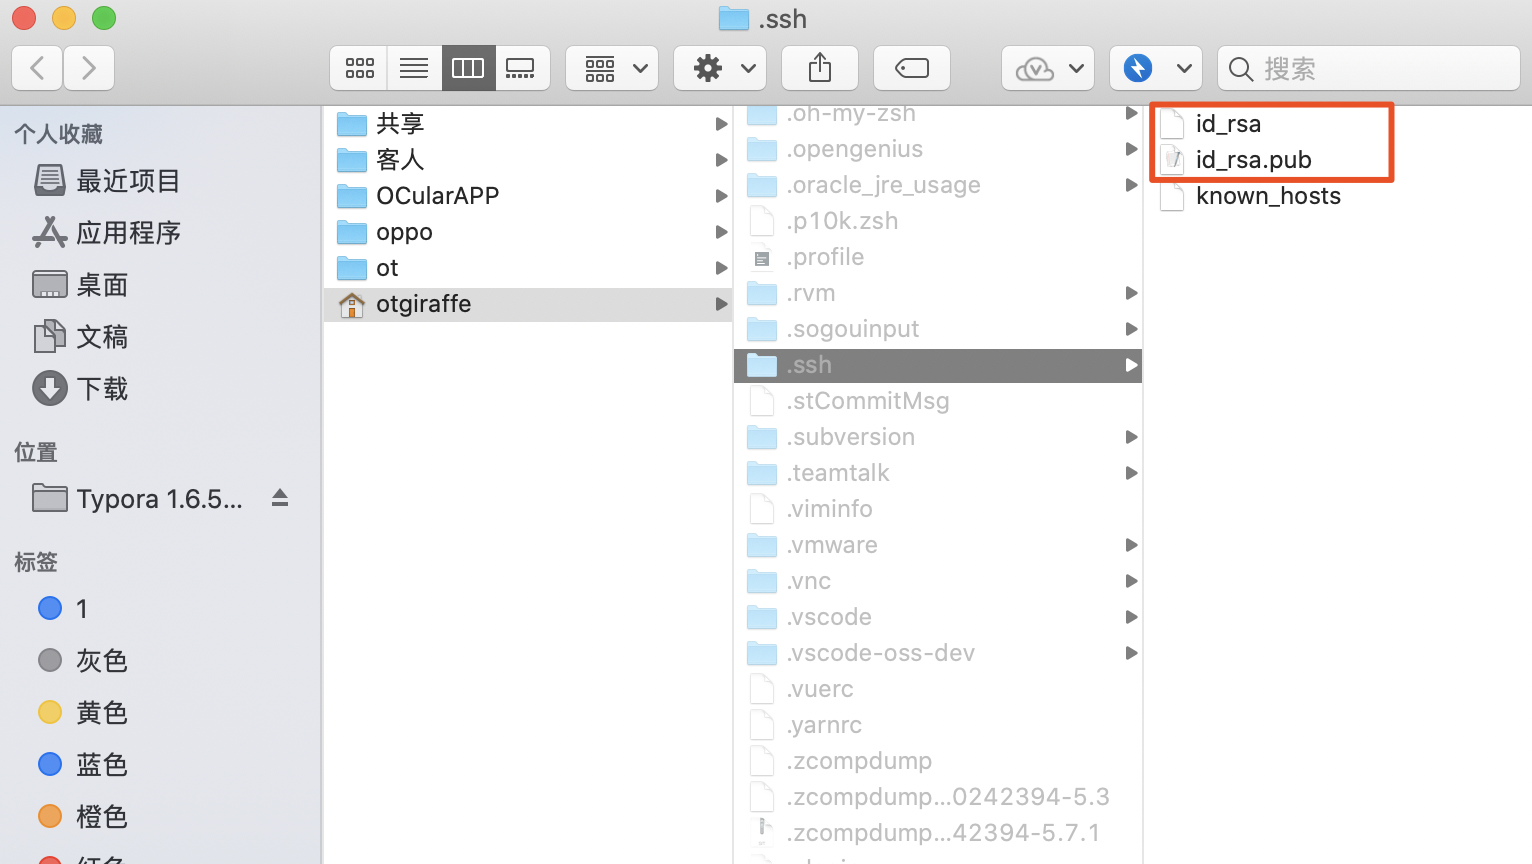 .ssh
搜索
个人收藏
最近项目
应用程序
桌面
文稿
下载
位置
Typora 1.6.5...
标签
1
灰色
黄色
蓝色
橙色
红色
共享
客人
OCularAPP
oppo
ot
otgiraffe
.oh-my-zsh
.opengenius
.oracle_jre_usage
.p10k.zsh
.profile
.rvm
.sogouinput
.ssh
.stCommitMsg
.subversion
.teamtalk
.viminfo
.vmware
.vnc
.vscode
.vscode-oss-dev
.vuerc
.yarnrc
.zcompdump
.zcompdump...0242394-5.3
.zcompdump...42394-5.7.1
id_rsa
id_rsa.pub
known_hosts